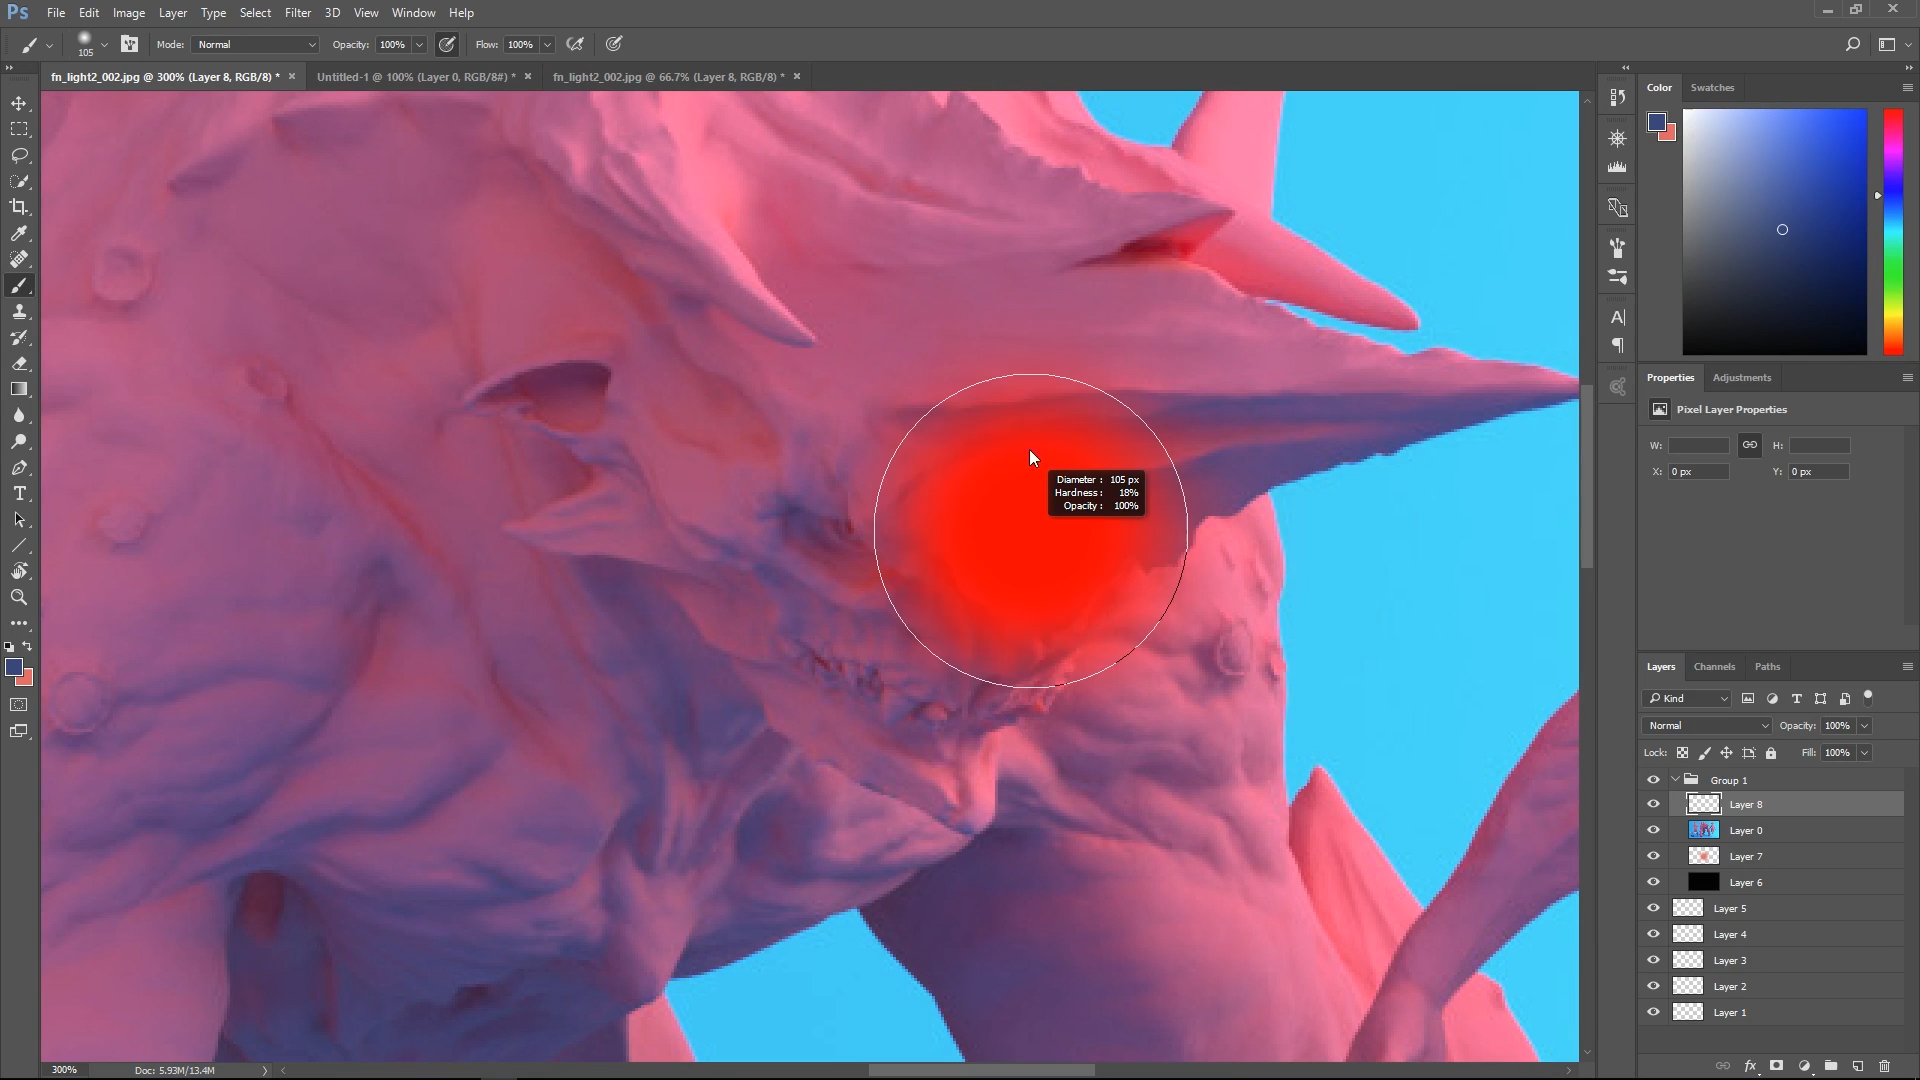 Ps File Edit Image Layer Type Select Filter 3D View Window Help
105 Mode: Normal Opacity: 100% Flow: 100%
fn_light2_002.jpg @ 300% (Layer 8, RGB/8) * × Untitled-1 @ 100% (Layer 0, RGB/8#) * × fn_light2_002.jpg @ 66.7% (Layer 8, RGB/8) * ×
Color Swatches
Diameter : 105 px
Hardness : 18%
Opacity : 100%
Properties Adjustments
Pixel Layer Properties
W: H:
X: 0 px Y: 0 px
Layers Channels Paths
Kind
Normal Opacity: 100%
Lock: Fill: 100%
Group 1
Layer 8
Layer 0
Layer 7
Layer 6
Layer 5
Layer 4
Layer 3
Layer 2
Layer 1
300% Doc: 5.93M/13.4M